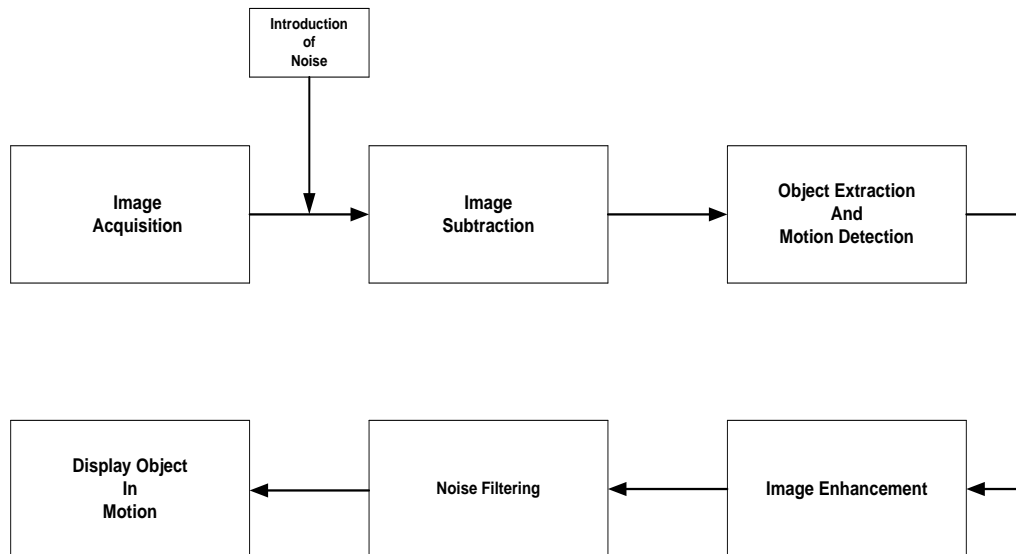 Introduction
of
Noise
Image
Acquisition
Image
Subtraction
Object Extraction
And
Motion Detection
Display Object
In
Motion
Noise Filtering
Image Enhancement